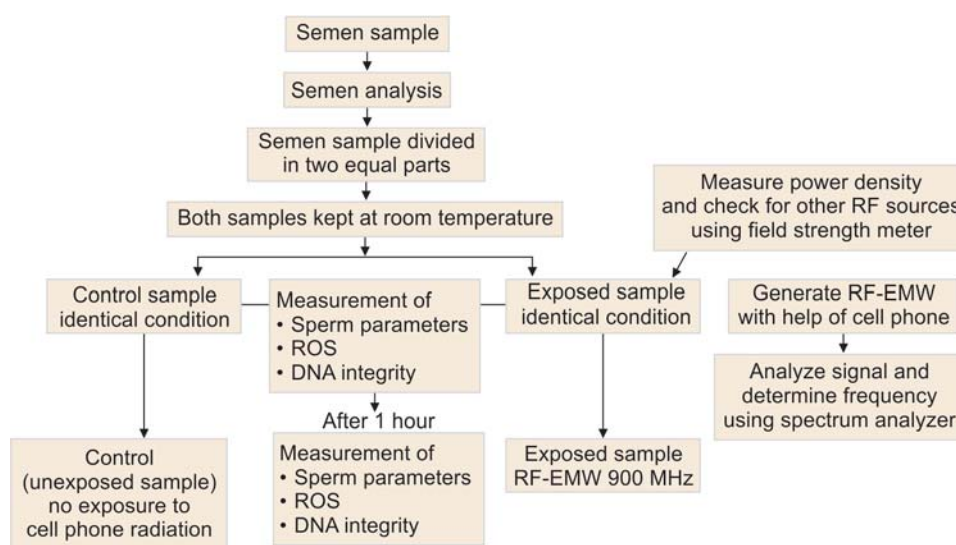 Semen sample
Semen analysis
Semen sample divided
in two equal parts
Both samples kept at room temperature
Measure power density
and check for other RF sources
using field strength meter
Control sample
identical condition
Measurement of
• Sperm parameters
• ROS
• DNA integrity
Exposed sample
identical condition
Generate RF-EMW
with help of cell phone
Analyze signal and
determine frequency
using spectrum analyzer
After 1 hour
Control
(unexposed sample)
no exposure to
cell phone radiation
Measurement of
• Sperm parameters
• ROS
• DNA integrity
Exposed sample
RF-EMW 900 MHz